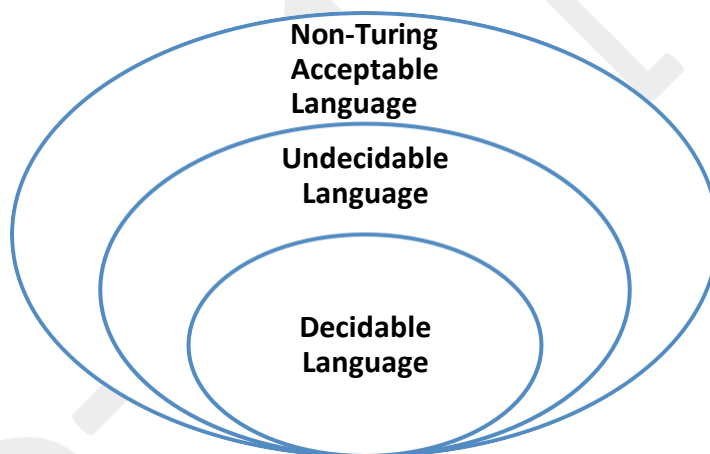 Non-Turing
Acceptable
Language
Undecidable
Language
Decidable
Language